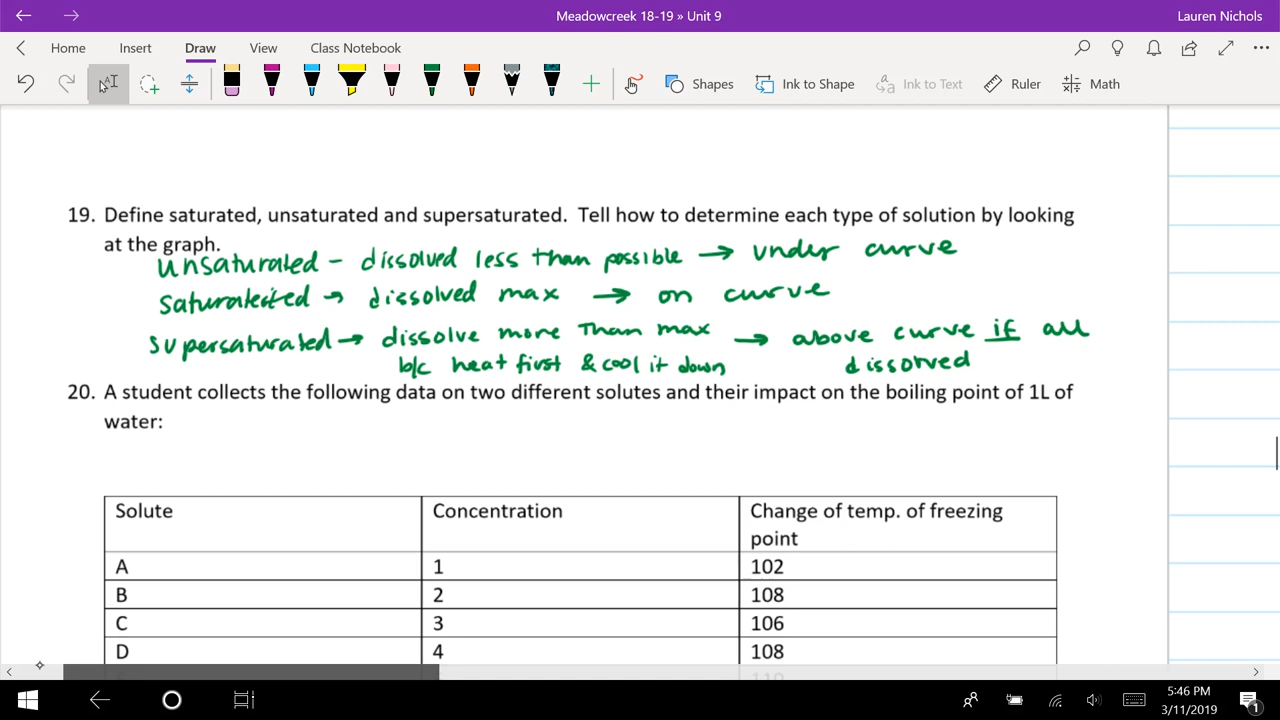 Meadowcreek 18-19 » Unit 9
Lauren Nichols
Home Insert Draw View Class Notebook
Shapes Ink to Shape Ink to Text Ruler Math
19. Define saturated, unsaturated and supersaturated. Tell how to determine each type of solution by looking
at the graph.
unsaturated - dissolved less than possible → under curve
dissolved max → on curve
supersaturated → dissolve more than max → above curve if all
b/c heat first & cool it down dissolved
20. A student collects the following data on two different solutes and their impact on the boiling point of 1L of
water:
Solute Concentration Change of temp. of freezing
point
A 1 102
B 2 108
C 3 106
D 4 108
5:46 PM
3/11/2019
1